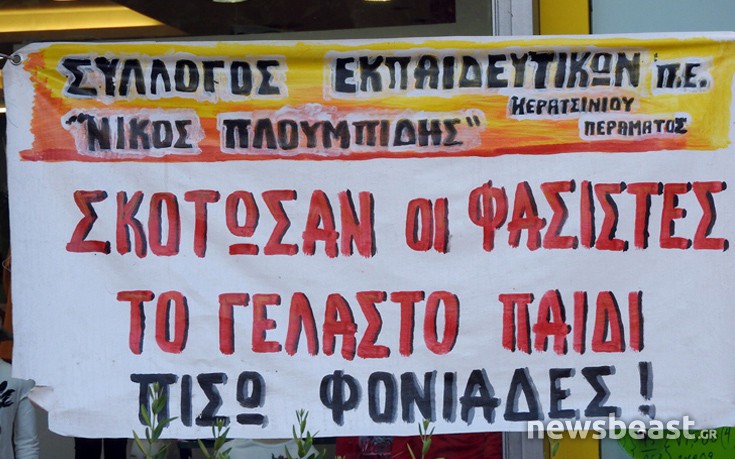 ΣΥΛΛΟΓΟΣ ΕΚΠΑΙΔΕΥΤΙΚΩΝ Π.Ε.
"ΝΙΚΟΣ ΠΛΟΥΜΠΙΔΗΣ" ΚΕΡΑΤΣΙΝΙΟΥ
ΠΕΡΑΜΑΤΟΣ
ΣΚΟΤΩΣΑΝ ΟΙ ΦΑΣΙΣΤΕΣ
ΤΟ ΓΕΛΑΣΤΟ ΠΑΙΔΙ
ΠΙΣΩ ΦΟΝΙΑΔΕΣ!
newsbeast.GR